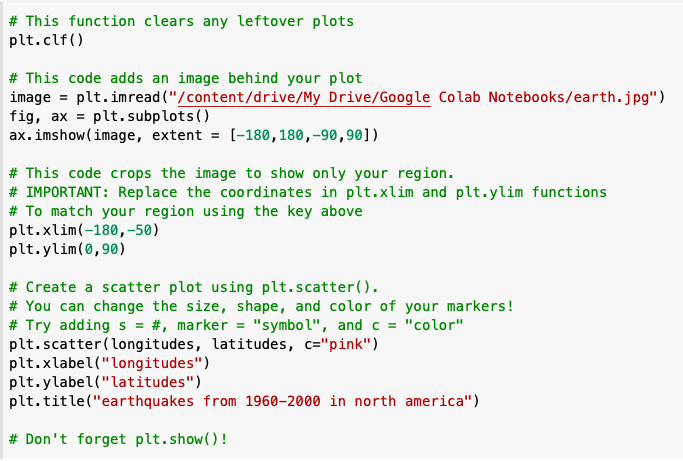 # This function clears any leftover plots
plt.clf()
# This code adds an image behind your plot
image = plt.imread("/content/drive/My Drive/Google Colab Notebooks/earth.jpg")
fig, ax = plt.subplots()
ax.imshow(image, extent = [-180,180,-90,90])
# This code crops the image to show only your region.
# IMPORTANT: Replace the coordinates in plt.xlim and plt.ylim functions
# To match your region using the key above
plt.xlim(-180,-50)
plt.ylim(0,90)
# Create a scatter plot using plt.scatter().
# You can change the size, shape, and color of your markers!
# Try adding s = #, marker = "symbol", and c = "color"
plt.scatter(longitudes, latitudes, c="pink")
plt.xlabel("longitudes")
plt.ylabel("latitudes")
plt.title("earthquakes from 1960-2000 in north america")
# Don't forget plt.show()!